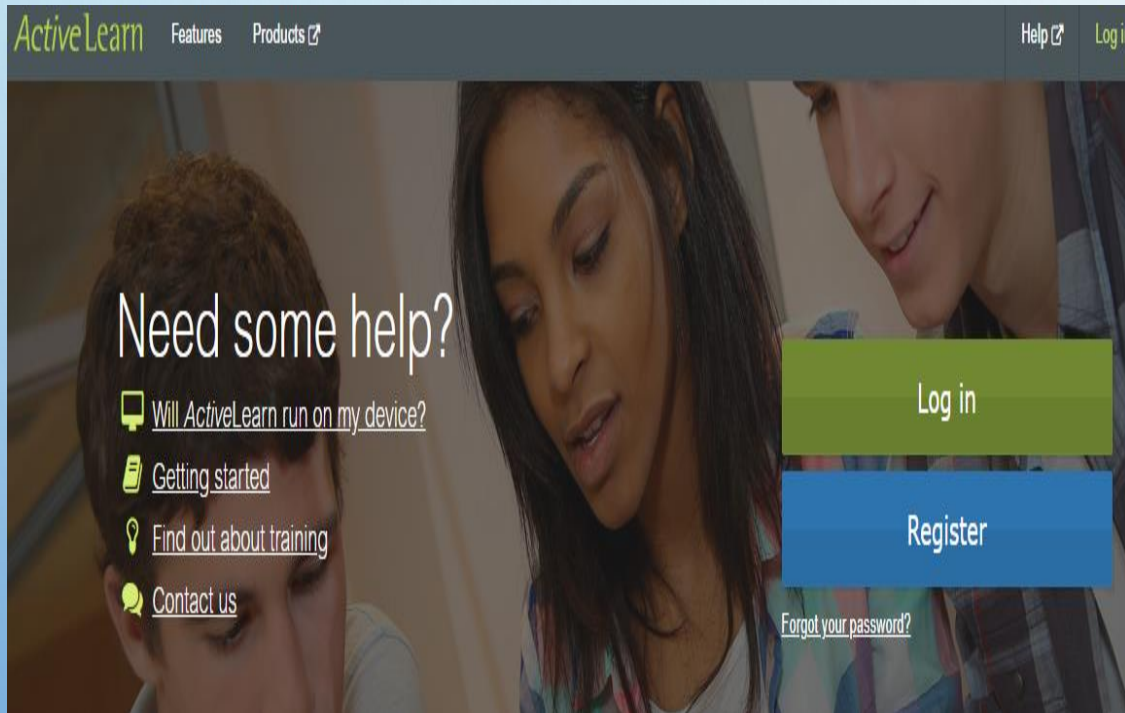 ActiveLearn Features Products Help Log i
Need some help?
Will ActiveLearn run on my device?
Getting started
Find out about training
Contact us
Log in
Register
Forgot your password?